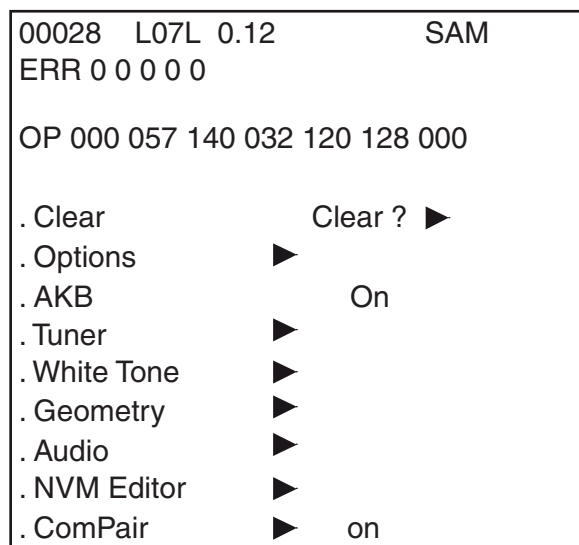 00028 L07L 0.12 SAM
ERR 0 0 0 0 0
OP 000 057 140 032 120 128 000
. Clear Clear ? ►
. Options ►
. AKB On
. Tuner ►
. White Tone ►
. Geometry ►
. Audio ►
. NVM Editor ►
. ComPair ► on